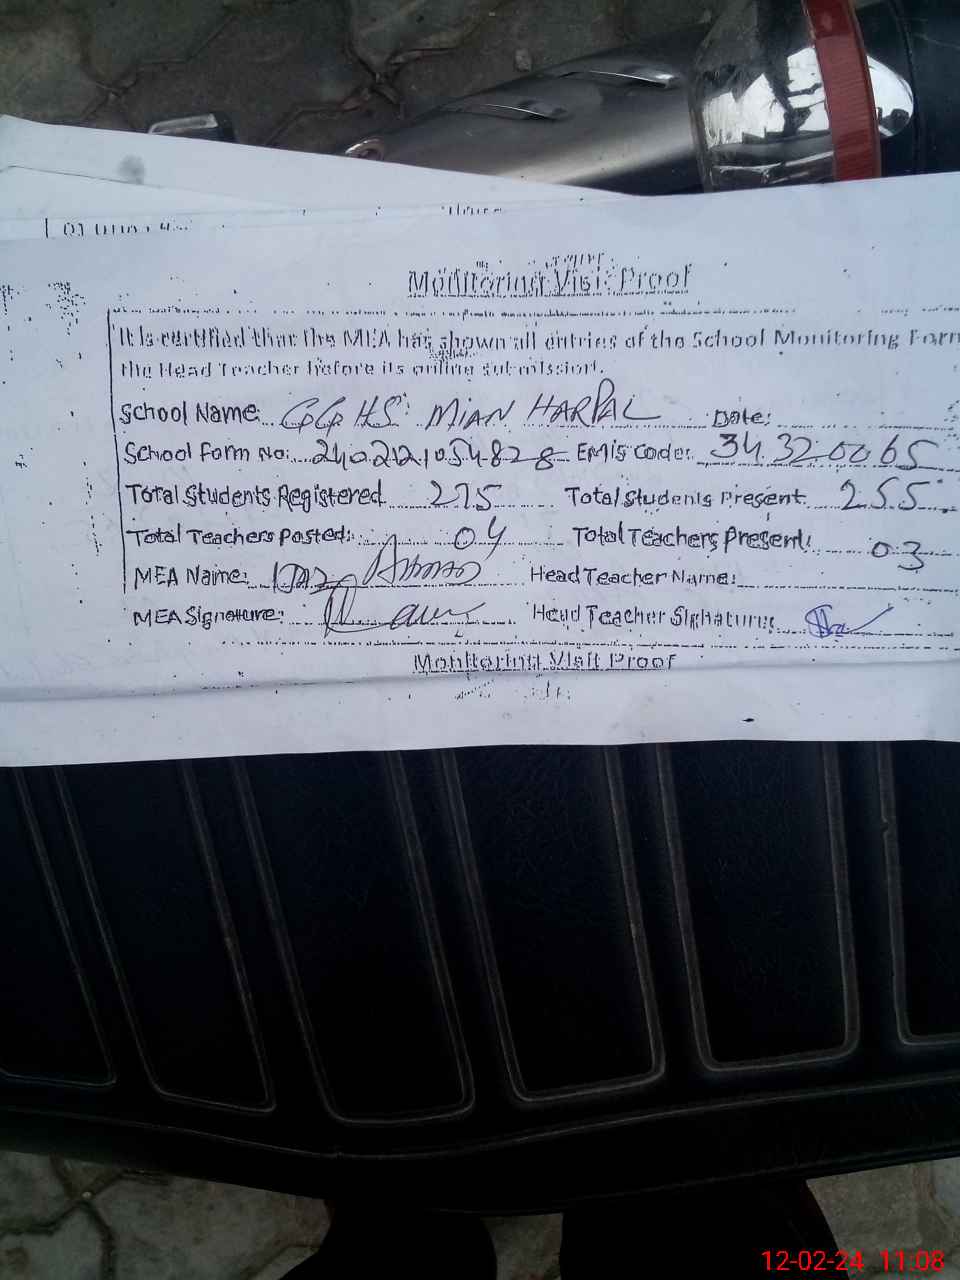 Monitoring Visit Proof
It is certified that the MEA has shown all entries of the School Monitoring Form
the Head Teacher before its online submission.
School Name: GGHS MIAN HARPAL Date:
School Form No: 2402121054828 EMIS Code: 34320065
Total Students Registered 275 Total Students Present 255
Total Teachers Posted: 04 Total Teachers Present: 03
MEA Name: Abbas Head Teacher Name:
MEA Signature: Head Teacher Signature:
Monitoring Visit Proof
12-02-24 11:08